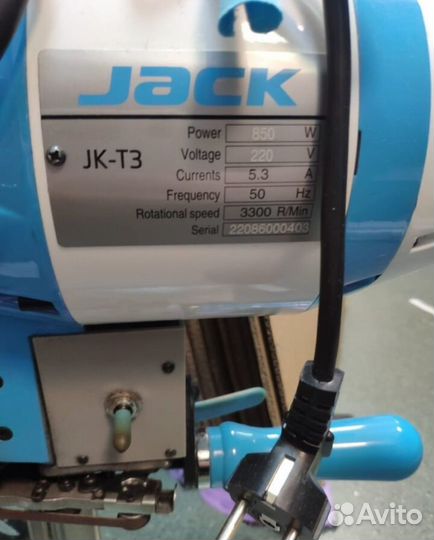 JACK
JK-T3
Power 850 W
Voltage 220 V
Currents 5.3 A
Frequency 50 Hz
Rotational speed 3300 R/Min
Serial 22086000403
Avito